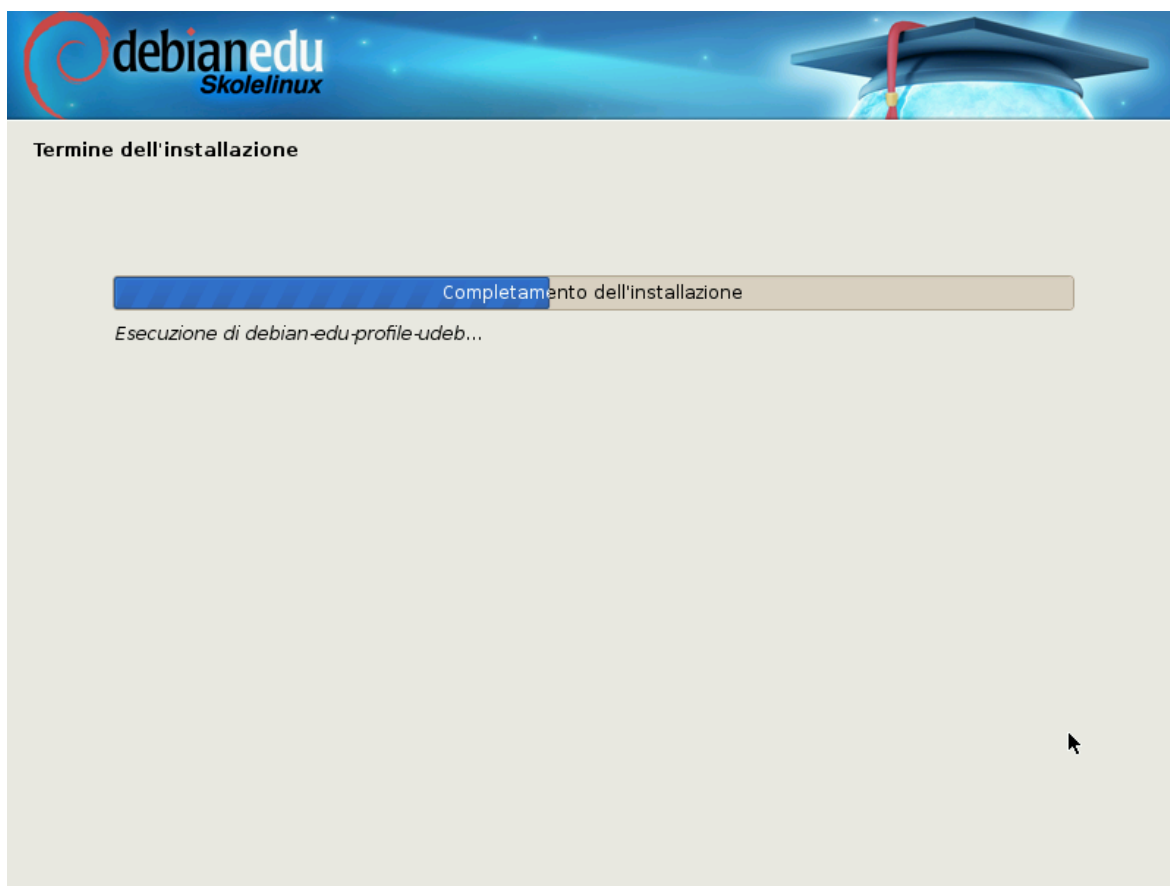 debianedu
Skolelinux
Termine dell'installazione
Completamento dell'installazione
Esecuzione di debian-edu-profile-udeb...